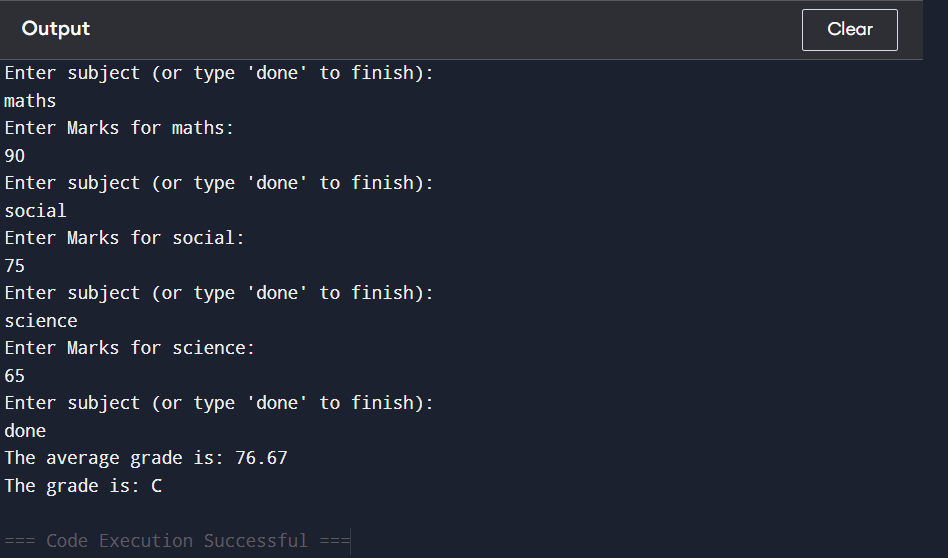 Output
Clear
Enter subject (or type 'done' to finish):
maths
Enter Marks for maths:
90
Enter subject (or type 'done' to finish):
social
Enter Marks for social:
75
Enter subject (or type 'done' to finish):
science
Enter Marks for science:
65
Enter subject (or type 'done' to finish):
done
The average grade is: 76.67
The grade is: C
=== Code Execution Successful ===